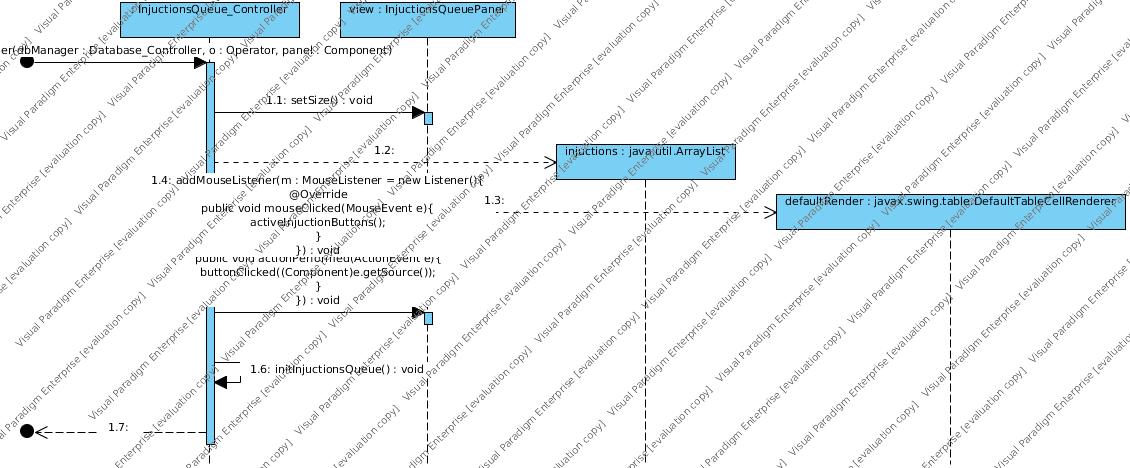 InjuctionsQueue_Controller
view : InjuctionsQueuePanel
er(dbManager : Database_Controller, o : Operator, panel : Component)
1.1: setSize() : void
1.2:
injuctions : java.util.ArrayList
1.4: addMouseListener(m : MouseListener = new Listener(){
@Override
public void mouseClicked(MouseEvent e){
activeInjuctionButtons();
}
}) : void
1.3:
defaultRender : javax.swing.table.DefaultTableCellRenderer
public void actionPerformed(ActionEvent e){
buttonClicked((Component)e.getSource());
}
}) : void
1.6: initInjuctionsQueue() : void
1.7:
Visual Paradigm Enterprise [evaluation copy]